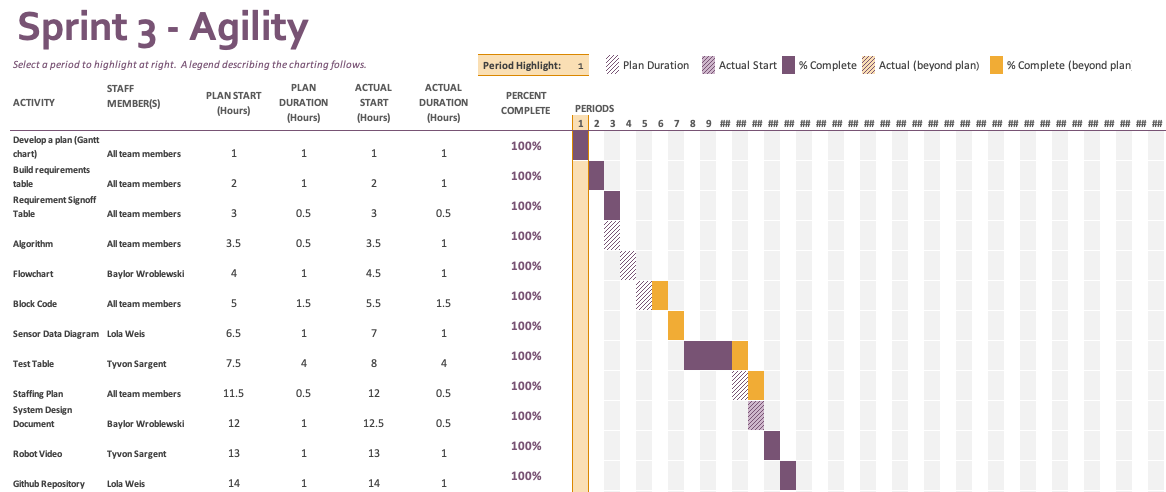 Sprint 3 - Agility
Select a period to highlight at right.  A legend describing the charting follows.
Period Highlight: 1
Plan Duration
Actual Start
% Complete
Actual (beyond plan)
% Complete (beyond plan
ACTIVITY
STAFF
MEMBER(S)
PLAN START
(Hours)
PLAN
DURATION
(Hours)
ACTUAL
START
(Hours)
ACTUAL
DURATION
(Hours)
PERCENT
COMPLETE
PERIODS
1 2 3 4 5 6 7 8 9 ## ## ## ## ## ## ## ## ## ## ## ## ## ## ## ## ## ## ## ## ## ## ## ## ## ## ## ##
Develop a plan (Gantt
chart) All team members 1 1 1 1 100%
Build requirements
table All team members 2 1 2 1 100%
Requirement Signoff
Table All team members 3 0.5 3 0.5 100%
Algorithm All team members 3.5 0.5 3.5 1 100%
Flowchart Baylor Wroblewski 4 1 4.5 1 100%
Block Code All team members 5 1.5 5.5 1.5 100%
Sensor Data Diagram Lola Weis 6.5 1 7 1 100%
Test Table Tyvon Sargent 7.5 4 8 4 100%
Staffing Plan All team members 11.5 0.5 12 0.5 100%
System Design
Document Baylor Wroblewski 12 1 12.5 0.5 100%
Robot Video Tyvon Sargent 13 1 13 1 100%
Github Repository Lola Weis 14 1 14 1 100%